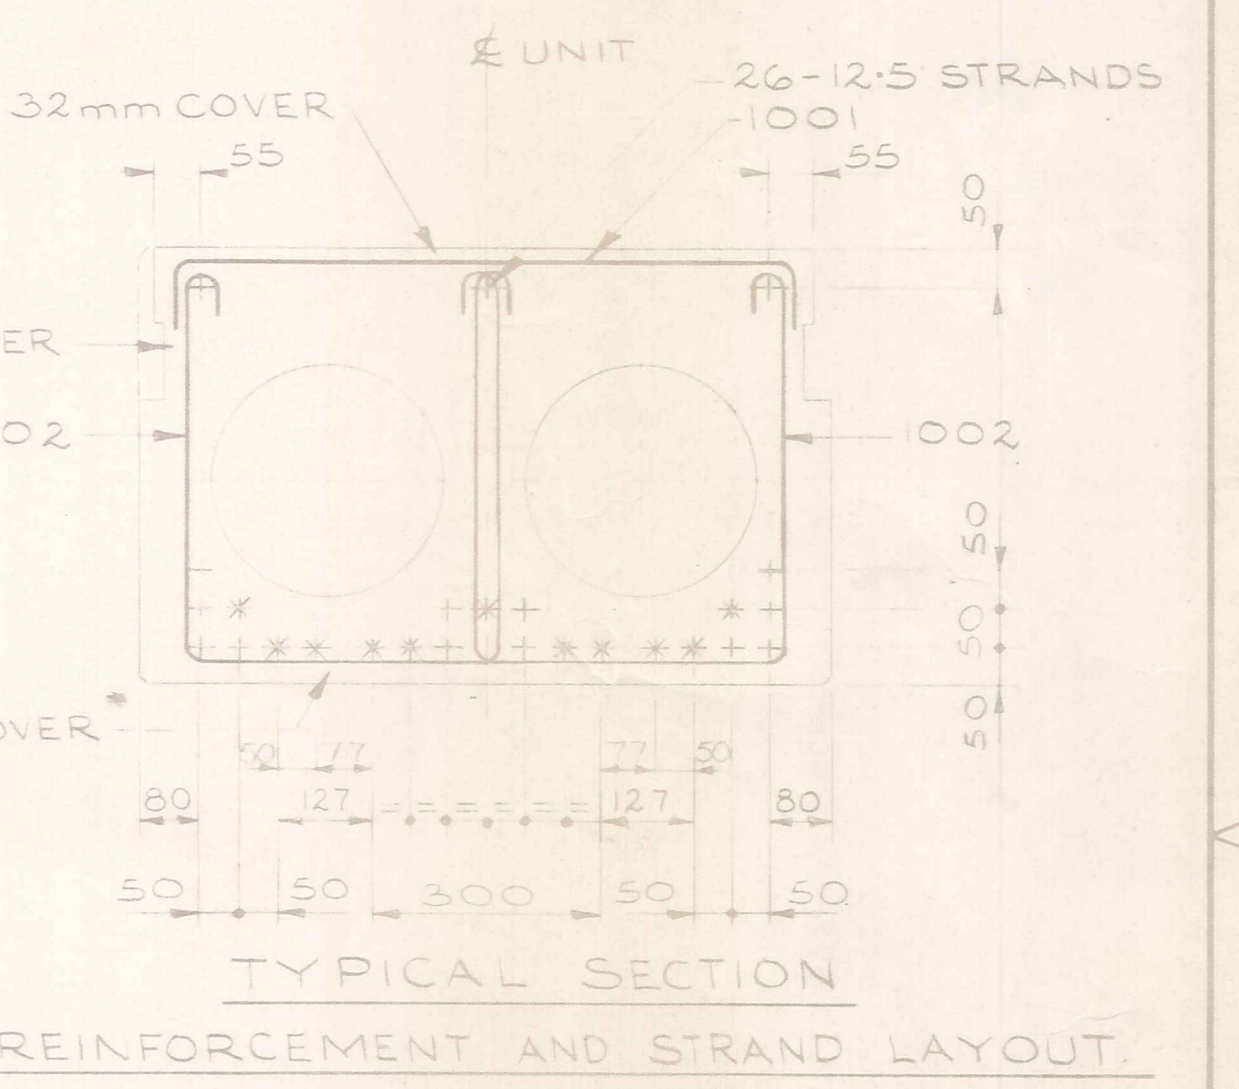 ℄ UNIT
26-12·5 STRANDS
32mm COVER
-1001
55
55
50
ER
02
1002
50
50
50
*
OVER
50 77
77 50
80
127
= = = = = =
127
80
50
50
300
50
50
TYPICAL SECTION
REINFORCEMENT AND STRAND LAYOUT.